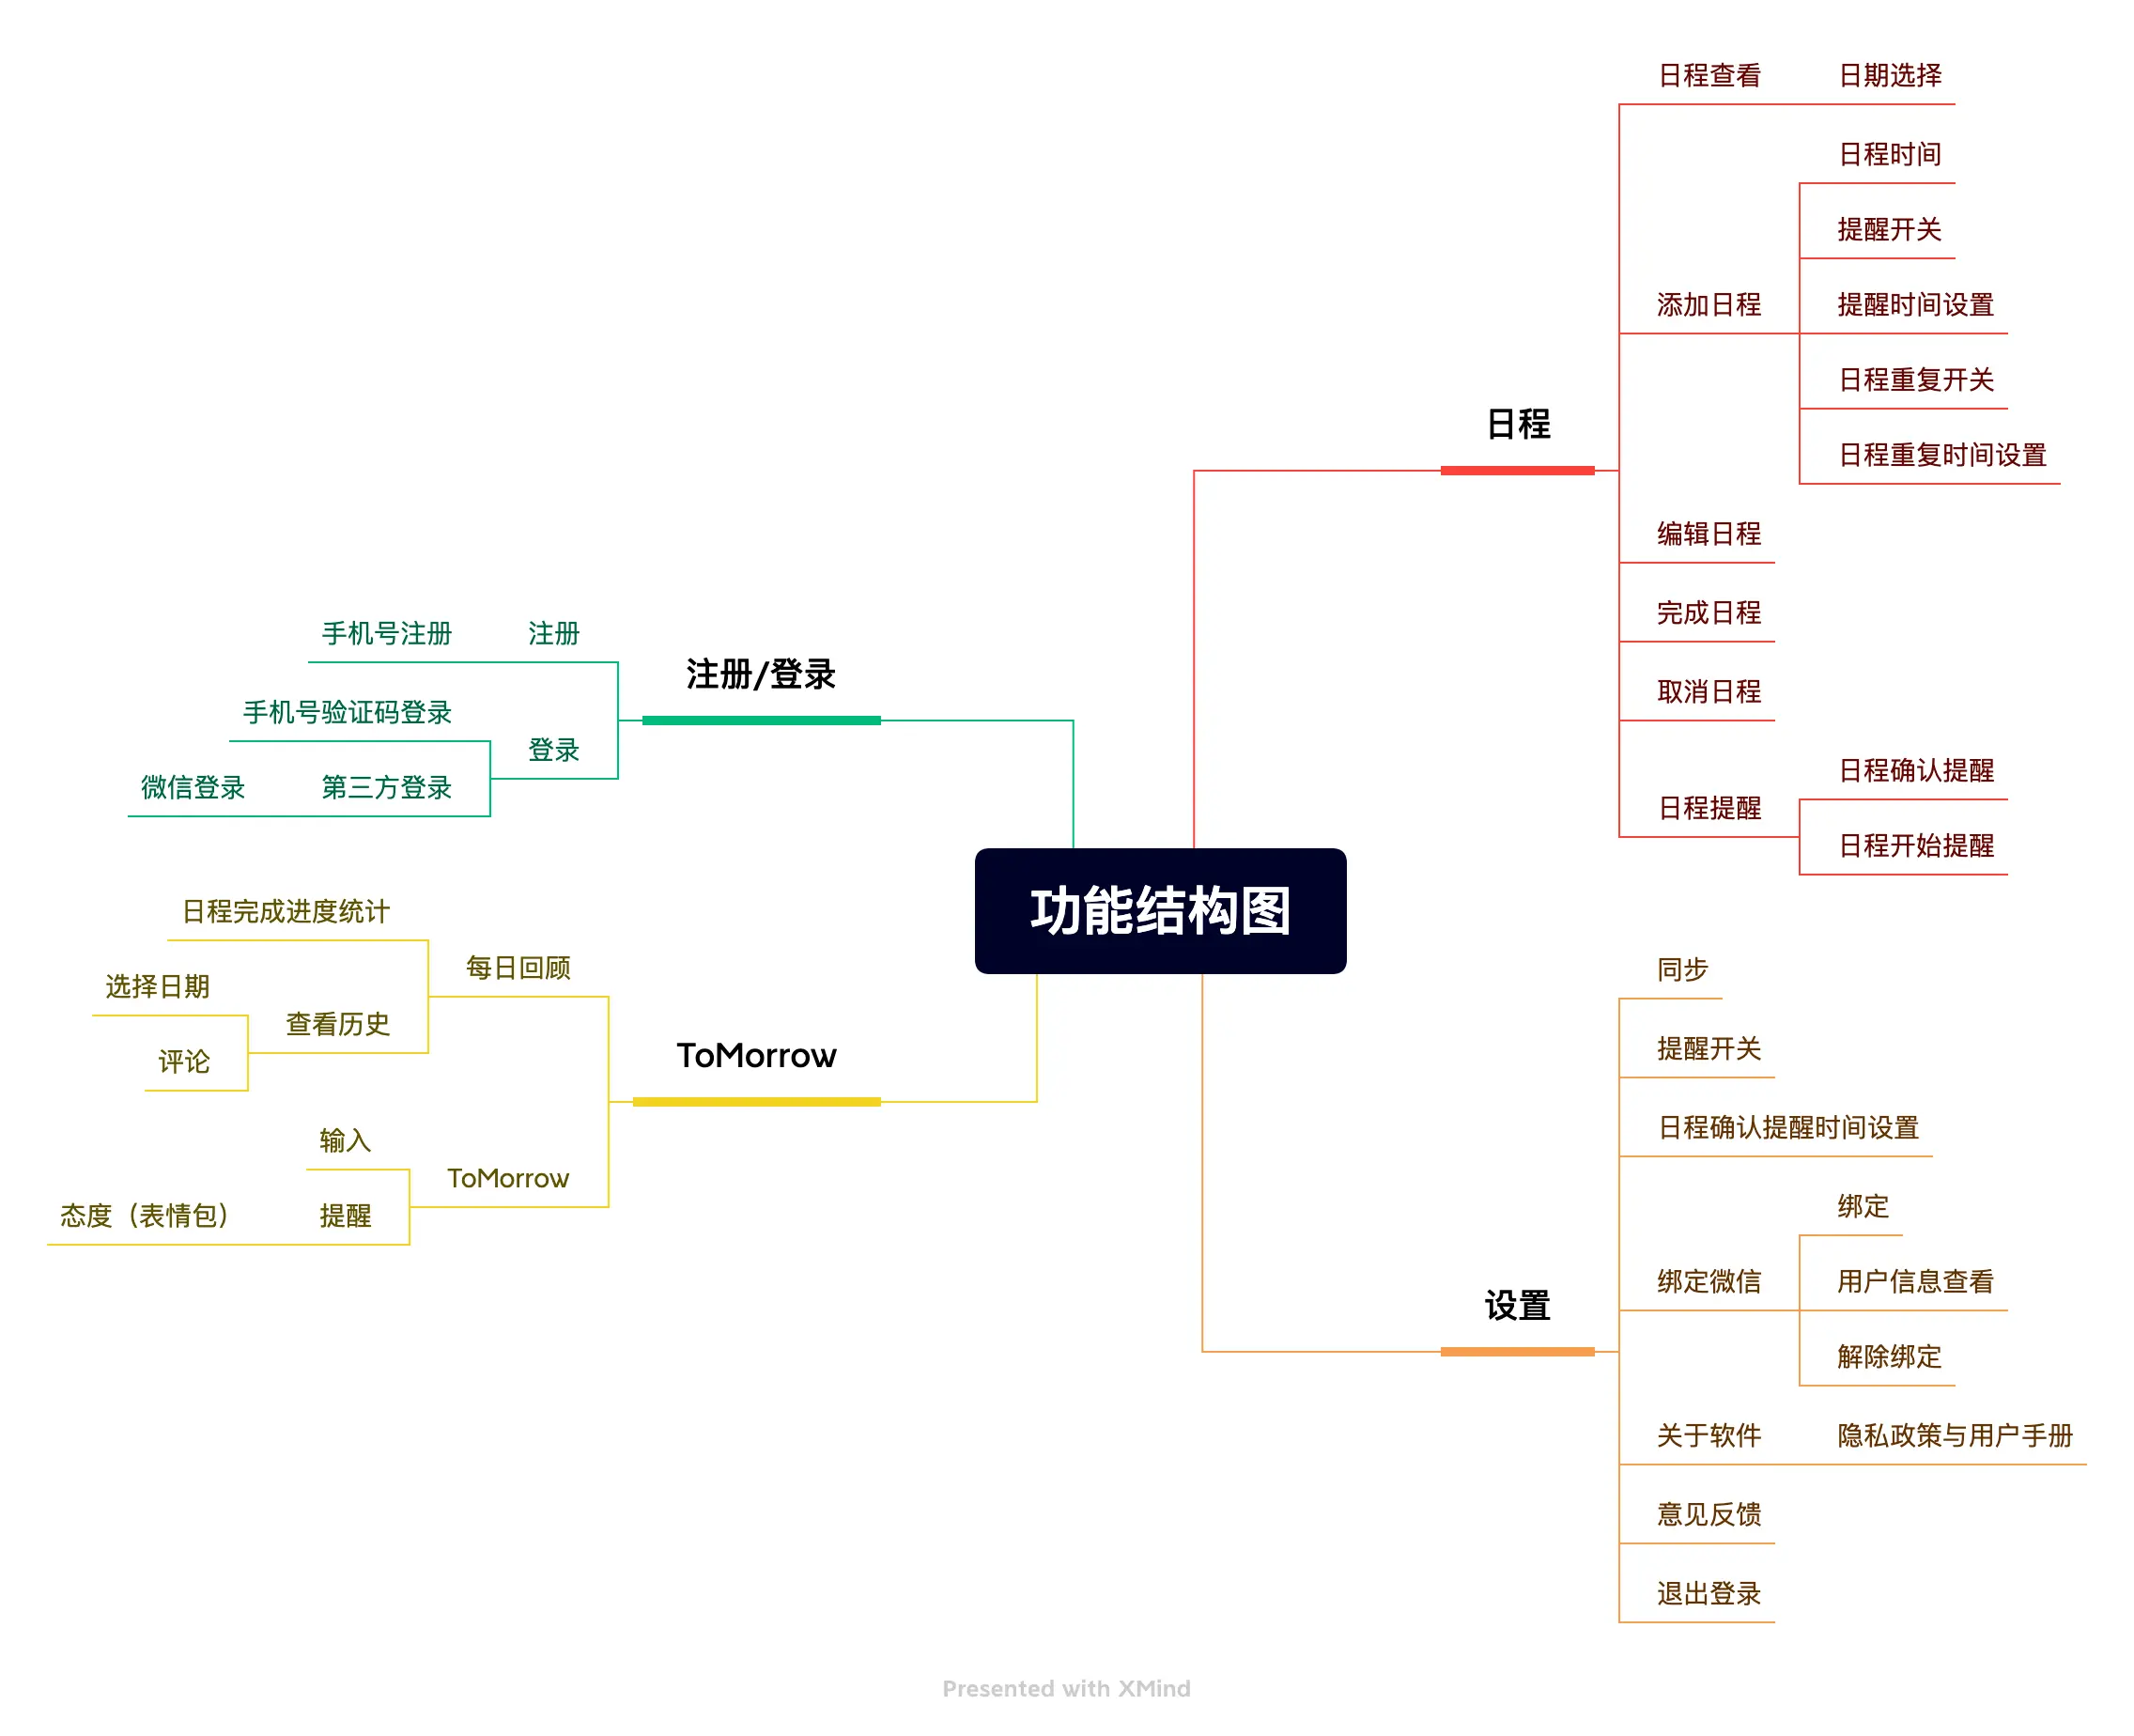 功能结构图
日程
日程查看
日期选择
添加日程
日程时间
提醒开关
提醒时间设置
日程重复开关
日程重复时间设置
编辑日程
完成日程
取消日程
日程提醒
日程确认提醒
日程开始提醒
设置
同步
提醒开关
日程确认提醒时间设置
绑定微信
绑定
用户信息查看
解除绑定
关于软件
隐私政策与用户手册
意见反馈
退出登录
注册/登录
注册
手机号注册
登录
手机号验证码登录
第三方登录
微信登录
ToMorrow
每日回顾
日程完成进度统计
查看历史
选择日期
评论
ToMorrow
输入
提醒
态度（表情包）
Presented with XMind